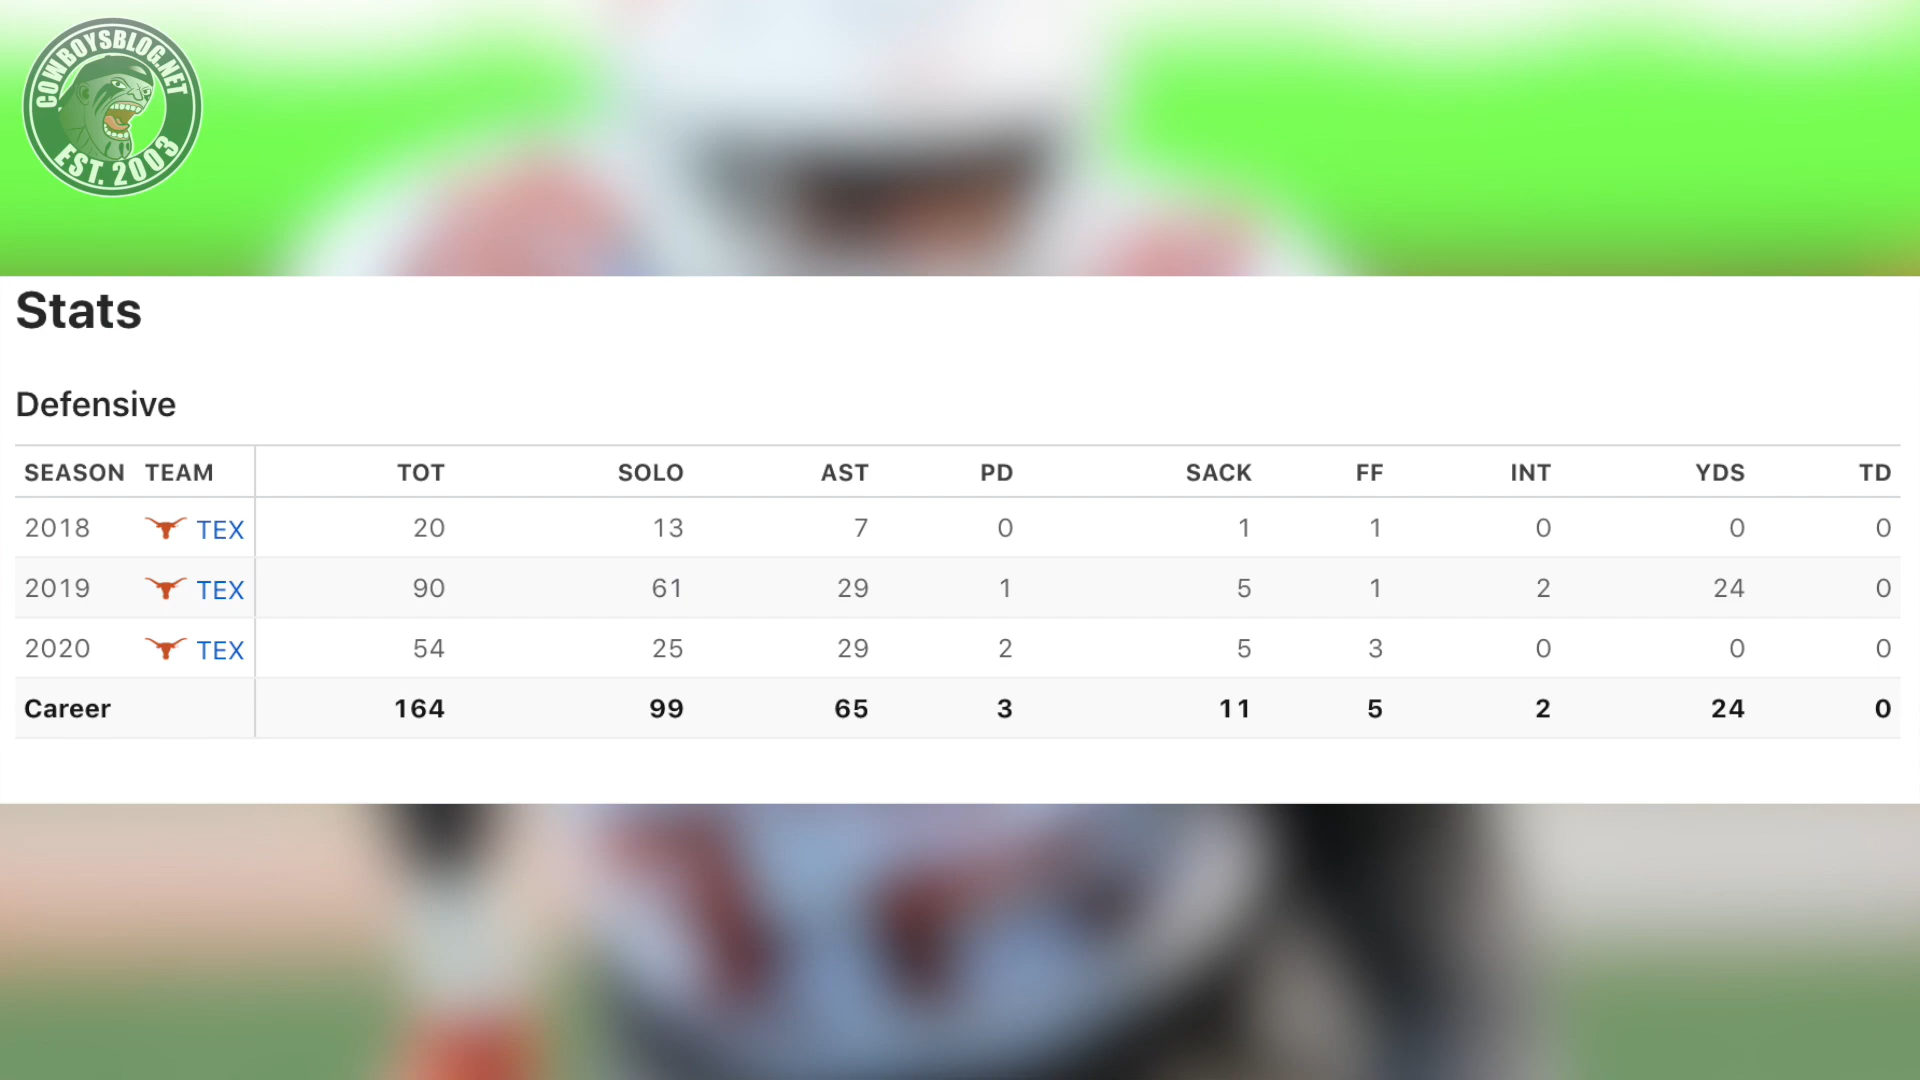 COWBOYSBLOG.NET
EST. 2003
Stats
Defensive
SEASON TEAM TOT SOLO AST PD SACK FF INT YDS TD
2018 TEX 20 13 7 0 1 1 0 0 0
2019 TEX 90 61 29 1 5 1 2 24 0
2020 TEX 54 25 29 2 5 3 0 0 0
Career 164 99 65 3 11 5 2 24 0